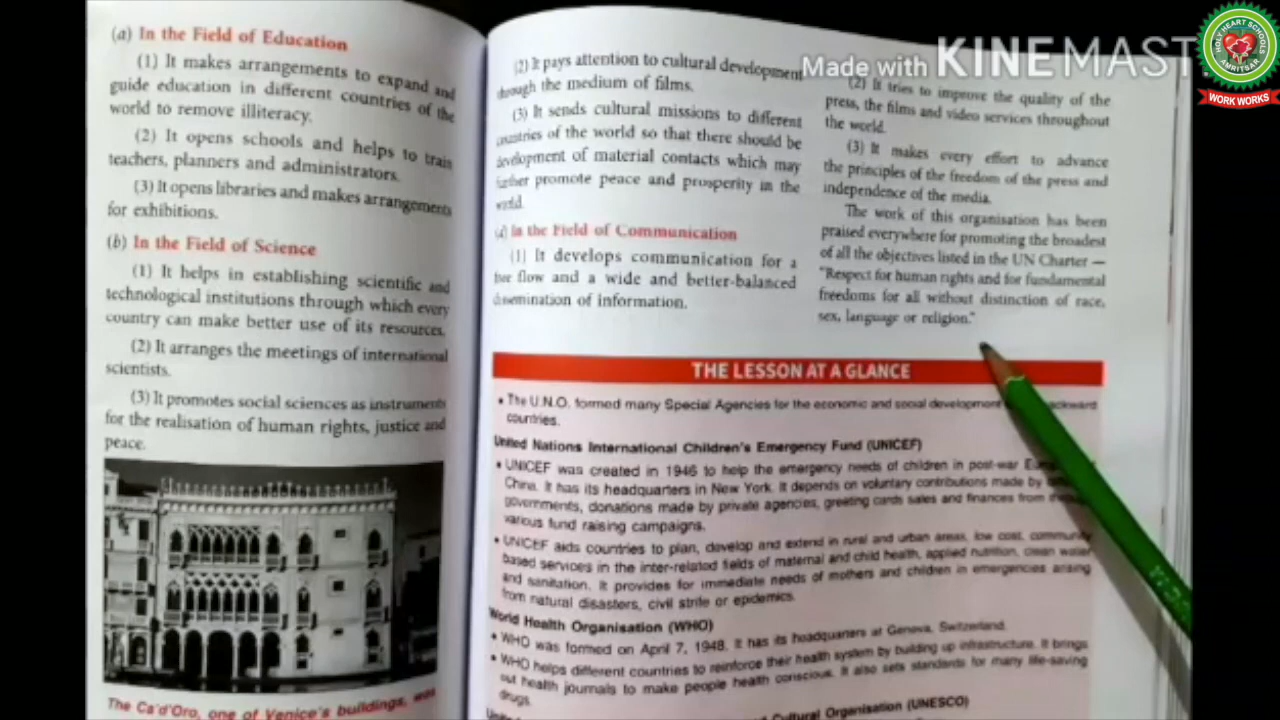 (a) In the Field of Education
(1) It makes arrangements to expand and
guide education in different countries of the
world to remove illiteracy.
(2) It opens schools and helps to train
teachers, planners and administrators.
(3) It opens libraries and makes arrangements
for exhibitions.
(b) In the Field of Science
(1) It helps in establishing scientific and
technological institutions through which every
country can make better use of its resources.
(2) It arranges the meetings of international
scientists.
(3) It promotes social sciences as instruments
for the realisation of human rights, justice and
peace.
The Ca'd'Oro, one of Venice's buildings, was
(2) It pays attention to cultural development
through the medium of films.
(3) It sends cultural missions to different
countries of the world so that there should be
development of material contacts which may
further promote peace and prosperity in the
world.
(d) In the Field of Communication
(1) It develops communication for a
free flow and a wide and better-balanced
dissemination of information.
(2) It tries to improve the quality of the
press, the films and video services throughout
the world.
(3) It makes every effort to advance
the principles of the freedom of the press and
independence of the media.
The work of this organisation has been
praised everywhere for promoting the broadest
of all the objectives listed in the UN Charter —
"Respect for human rights and for fundamental
freedoms for all without distinction of race,
sex, language or religion."
THE LESSON AT A GLANCE
• The U.N.O. formed many Special Agencies for the economic and social development
countries.
United Nations International Children's Emergency Fund (UNICEF)
• UNICEF was created in 1946 to help the emergency needs of children in post-war
China. It has its headquarters in New York. It depends on voluntary contributions made by
governments, donations made by private agencies, greeting cards sales and finances from
various fund raising campaigns.
• UNICEF aids countries to plan, develop and extend in rural and urban areas, low cost, community
based services in the inter-related fields of maternal and child health, applied nutrition, clean water
and sanitation. It provides for immediate needs of mothers and children in emergencies arising
from natural disasters, civil strife or epidemics.
World Health Organisation (WHO)
• WHO was formed on April 7, 1948. It has its headquarters at Geneva, Switzerland.
• WHO helps different countries to reinforce their health system by building up infrastructure. It brings
out health journals to make people health conscious. It also sets standards for many life-saving
drugs.
Cultural Organisation (UNESCO)
Made with KINEMAST
HOLY HEART SCHOOLS
AMRITSAR
WORK WORKS